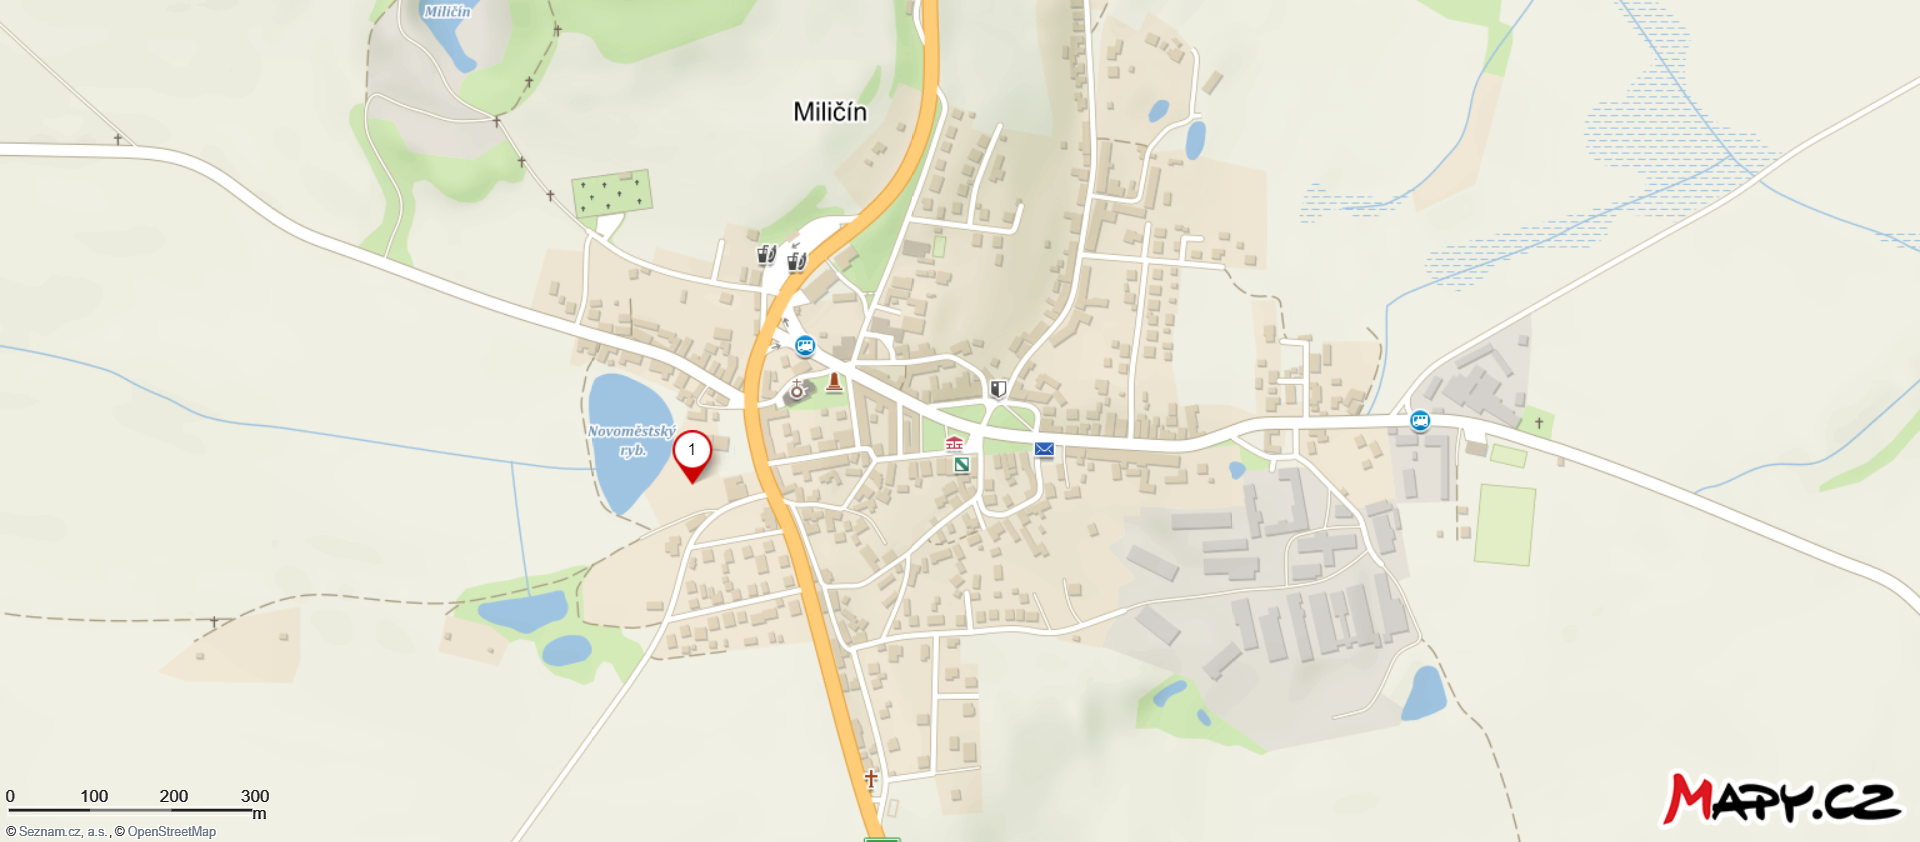 Miličín
Miličín
Novoměstský
ryb.
1
0 100 200 300
m
© Seznam.cz, a.s., © OpenStreetMap
MAPY.CZ